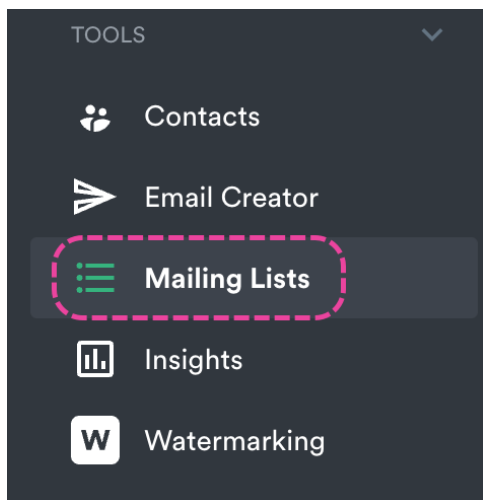 TOOLS
Contacts
Email Creator
Mailing Lists
Insights
W Watermarking